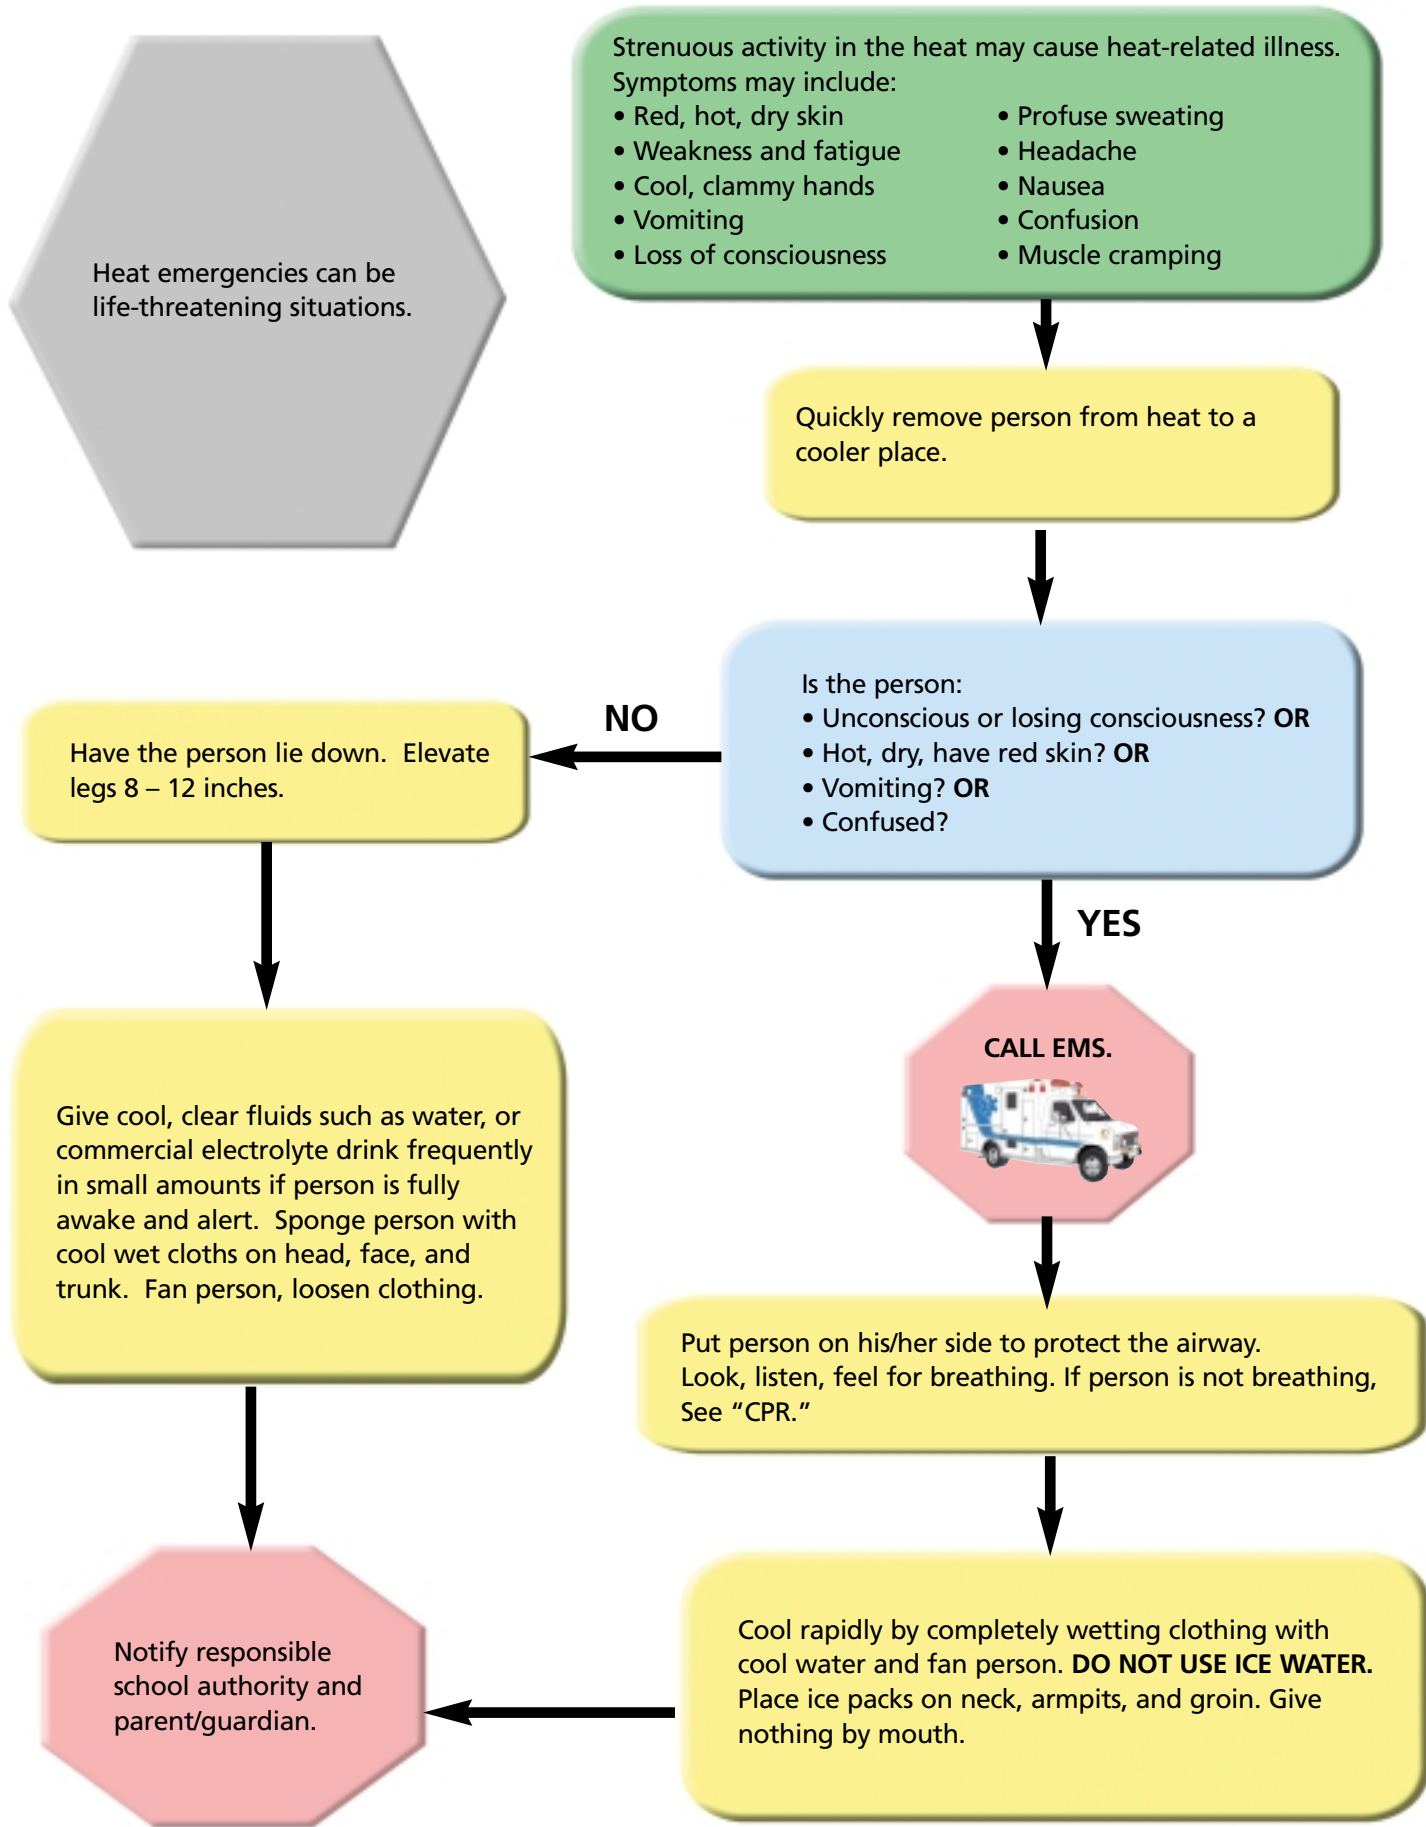 Heat emergencies can be
life-threatening situations.
Strenuous activity in the heat may cause heat-related illness.
Symptoms may include:
• Red, hot, dry skin
• Weakness and fatigue
• Cool, clammy hands
• Vomiting
• Loss of consciousness
• Profuse sweating
• Headache
• Nausea
• Confusion
• Muscle cramping
Quickly remove person from heat to a
cooler place.
Is the person:
• Unconscious or losing consciousness? OR
• Hot, dry, have red skin? OR
• Vomiting? OR
• Confused?
NO
Have the person lie down. Elevate
legs 8 – 12 inches.
Give cool, clear fluids such as water, or
commercial electrolyte drink frequently
in small amounts if person is fully
awake and alert. Sponge person with
cool wet cloths on head, face, and
trunk. Fan person, loosen clothing.
YES
CALL EMS.
Put person on his/her side to protect the airway.
Look, listen, feel for breathing. If person is not breathing,
See “CPR.”
Cool rapidly by completely wetting clothing with
cool water and fan person. DO NOT USE ICE WATER.
Place ice packs on neck, armpits, and groin. Give
nothing by mouth.
Notify responsible
school authority and
parent/guardian.